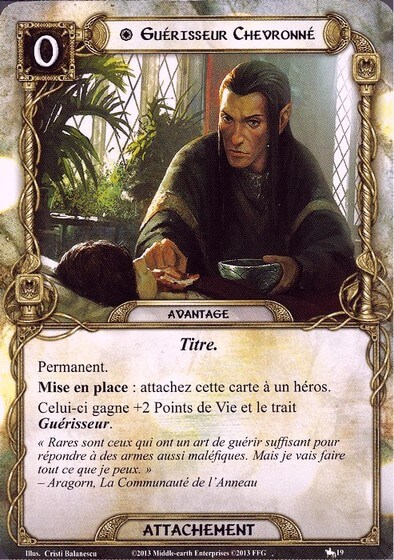 0
Guérisseur Chevronné
AVANTAGE
Titre.
Permanent.
Mise en place : attachez cette carte à un héros.
Celui-ci gagne +2 Points de Vie et le trait
Guérisseur.
« Rares sont ceux qui ont un art de guérir suffisant pour
répondre à des armes aussi maléfiques. Mais je vais faire
tout ce que je peux. »
– Aragorn, La Communauté de l'Anneau
ATTACHEMENT
Illus. Cristi Balanescu ©2013 Middle-earth Enterprises ©2013 FFG 19